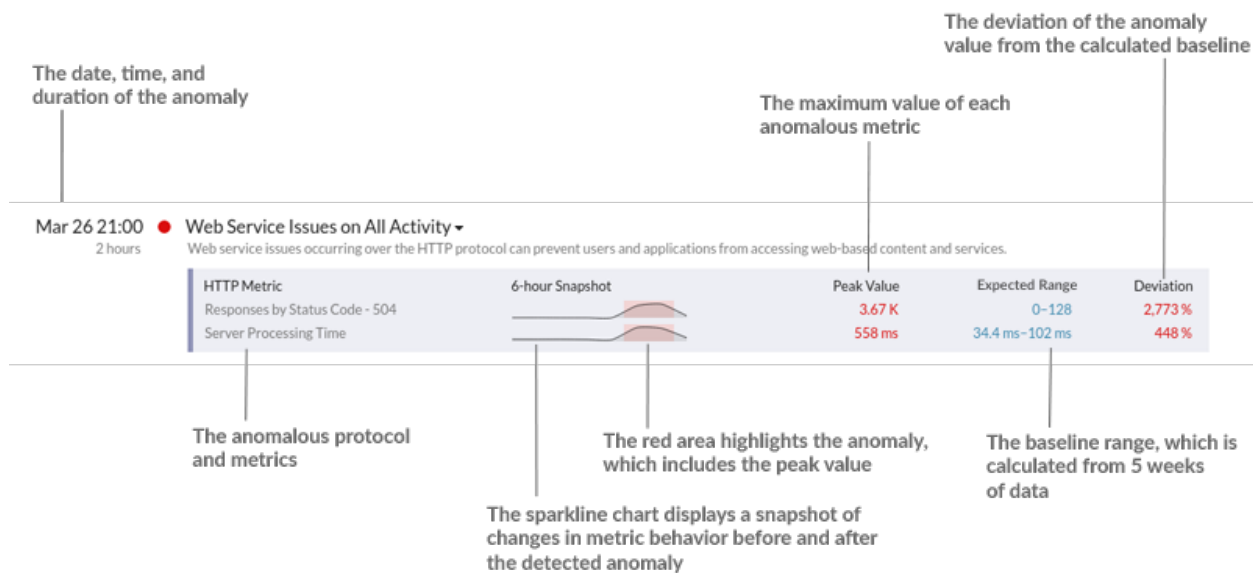 The deviation of the anomaly
value from the calculated baseline
The date, time, and
duration of the anomaly
The maximum value of each
anomalous metric
Mar 26 21:00 Web Service Issues on All Activity
2 hours Web service issues occurring over the HTTP protocol can prevent users and applications from accessing web-based content and services.
HTTP Metric 6-hour Snapshot Peak Value Expected Range Deviation
Responses by Status Code - 504 3.67 K 0–128 2,773 %
Server Processing Time 558 ms 34.4 ms–102 ms 448 %
The anomalous protocol
and metrics
The red area highlights the anomaly,
which includes the peak value
The baseline range, which is
calculated from 5 weeks
of data
The sparkline chart displays a snapshot of
changes in metric behavior before and after
the detected anomaly